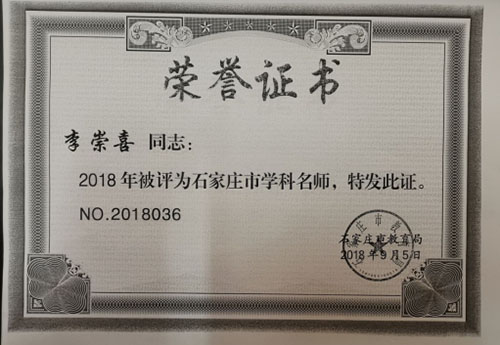 荣誉证书
李崇喜 同志：
2018年被评为石家庄市学科名师，特发此证。
NO.2018036
石家庄市教育局
2018年9月5日